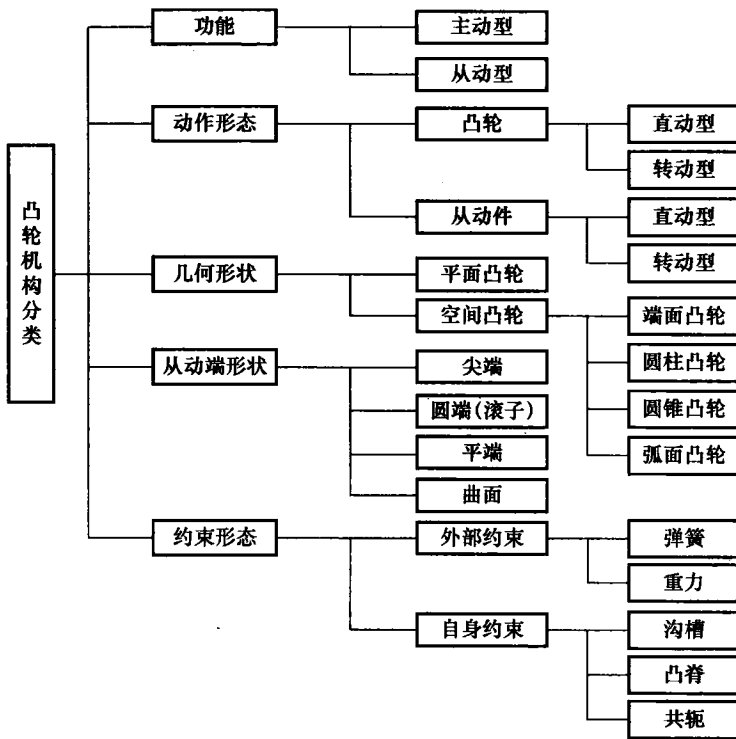 凸轮机构分类
功能
主动型
从动型
动作形态
凸轮
直动型
转动型
从动件
直动型
转动型
几何形状
平面凸轮
空间凸轮
端面凸轮
圆柱凸轮
圆锥凸轮
弧面凸轮
从动端形状
尖端
圆端(滚子)
平端
曲面
约束形态
外部约束
弹簧
重力
自身约束
沟槽
凸脊
共轭